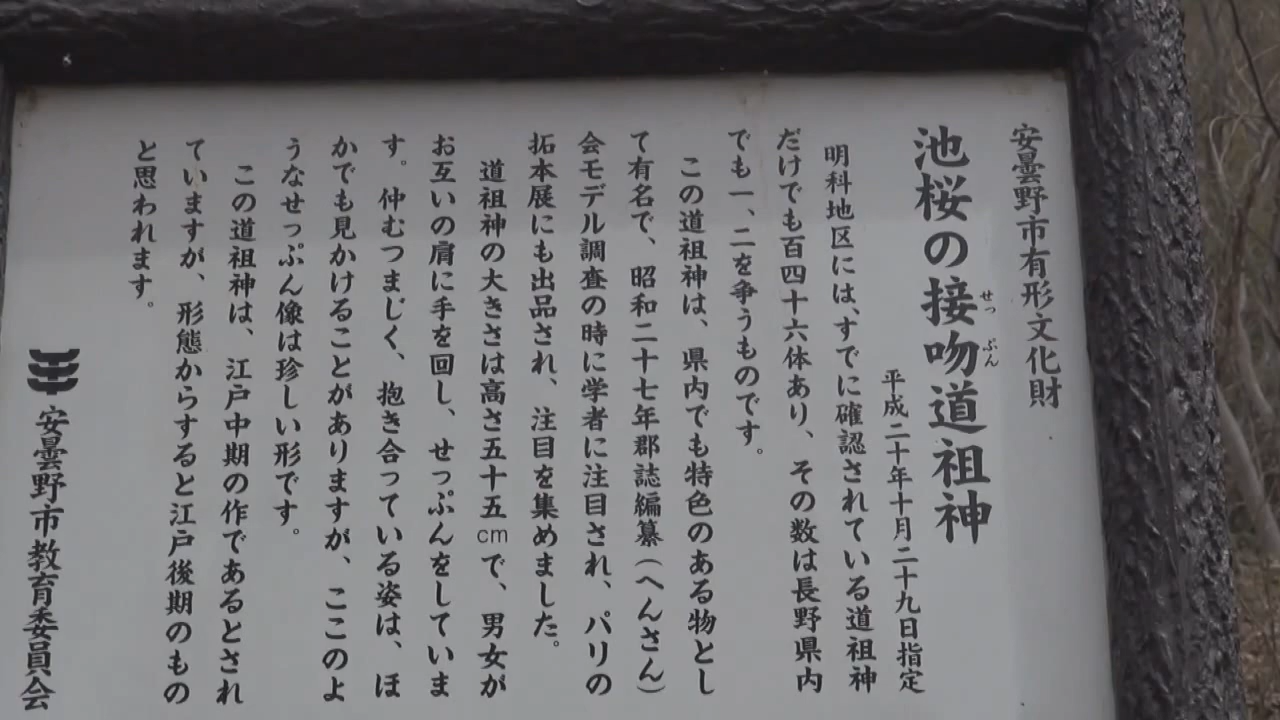 安曇野市有形文化財
池桜の接吻道祖神
せっ ぷん
平成二十年十月二十九日指定
明科地区には、すでに確認されている道祖神
だけでも百四十六体あり、その数は長野県内
でも一、二を争うものです。
この道祖神は、県内でも特色のある物とし
て有名で、昭和二十七年郡誌編纂（へんさん）
会モデル調査の時に学者に注目され、パリの
拓本展にも出品され、注目を集めました。
道祖神の大きさは高さ五十五cmで、男女が
お互いの肩に手を回し、せっぷんをしていま
す。仲むつまじく、抱き合っている姿は、ほ
かでも見かけることがありますが、ここのよ
うなせっぷん像は珍しい形です。
この道祖神は、江戸中期の作であるとされ
ていますが、形態からすると江戸後期のもの
と思われます。
安曇野市教育委員会